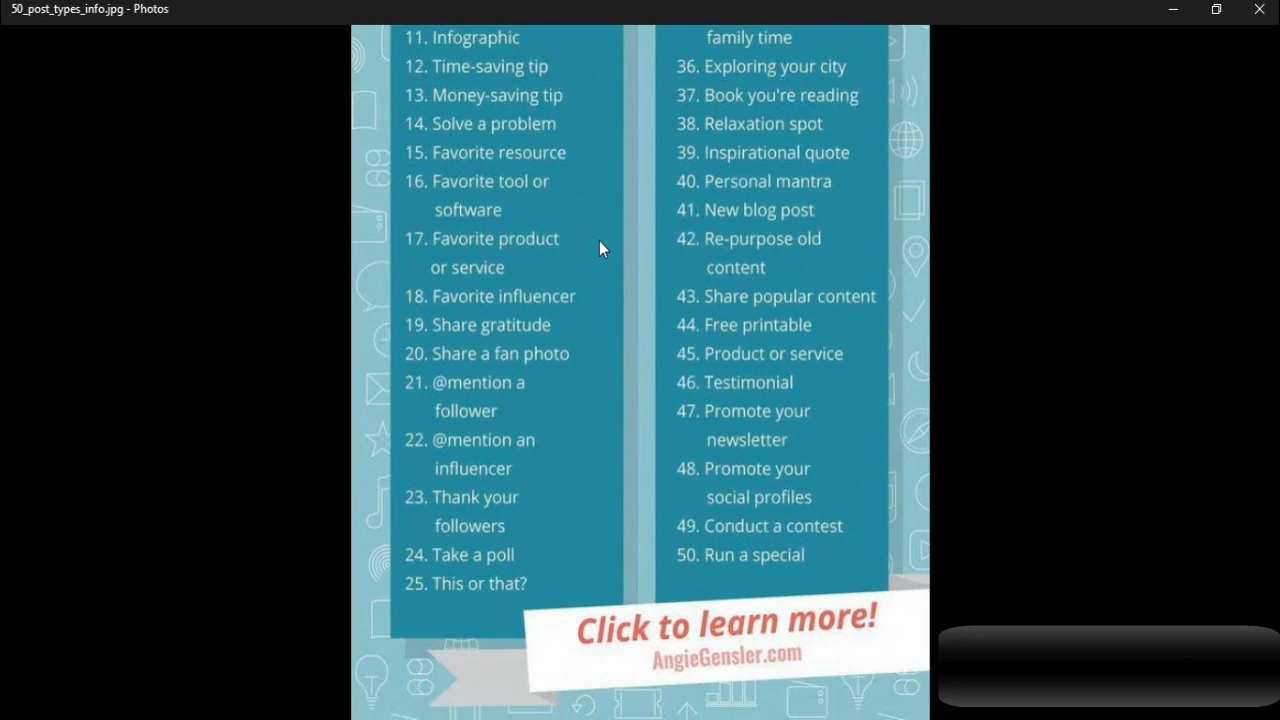 50_post_types_info.jpg - Photos
11. Infographic
12. Time-saving tip
13. Money-saving tip
14. Solve a problem
15. Favorite resource
16. Favorite tool or
software
17. Favorite product
or service
18. Favorite influencer
19. Share gratitude
20. Share a fan photo
21. @mention a
follower
22. @mention an
influencer
23. Thank your
followers
24. Take a poll
25. This or that?
family time
36. Exploring your city
37. Book you're reading
38. Relaxation spot
39. Inspirational quote
40. Personal mantra
41. New blog post
42. Re-purpose old
content
43. Share popular content
44. Free printable
45. Product or service
46. Testimonial
47. Promote your
newsletter
48. Promote your
social profiles
49. Conduct a contest
50. Run a special
Click to learn more!
AngieGensler.com